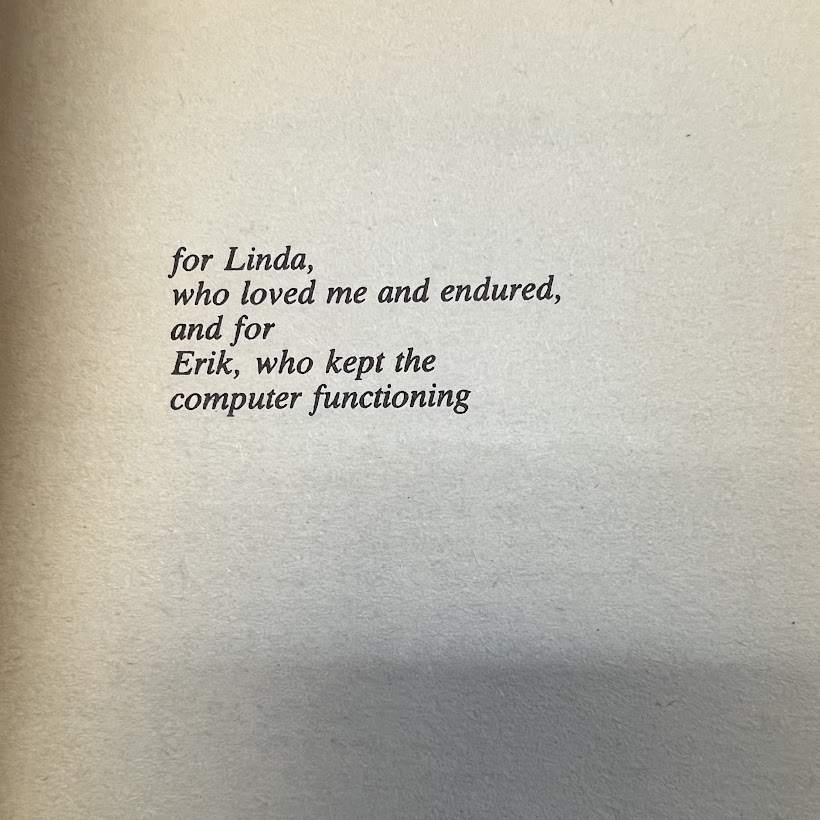 for Linda,
who loved me and endured,
and for
Erik, who kept the
computer functioning